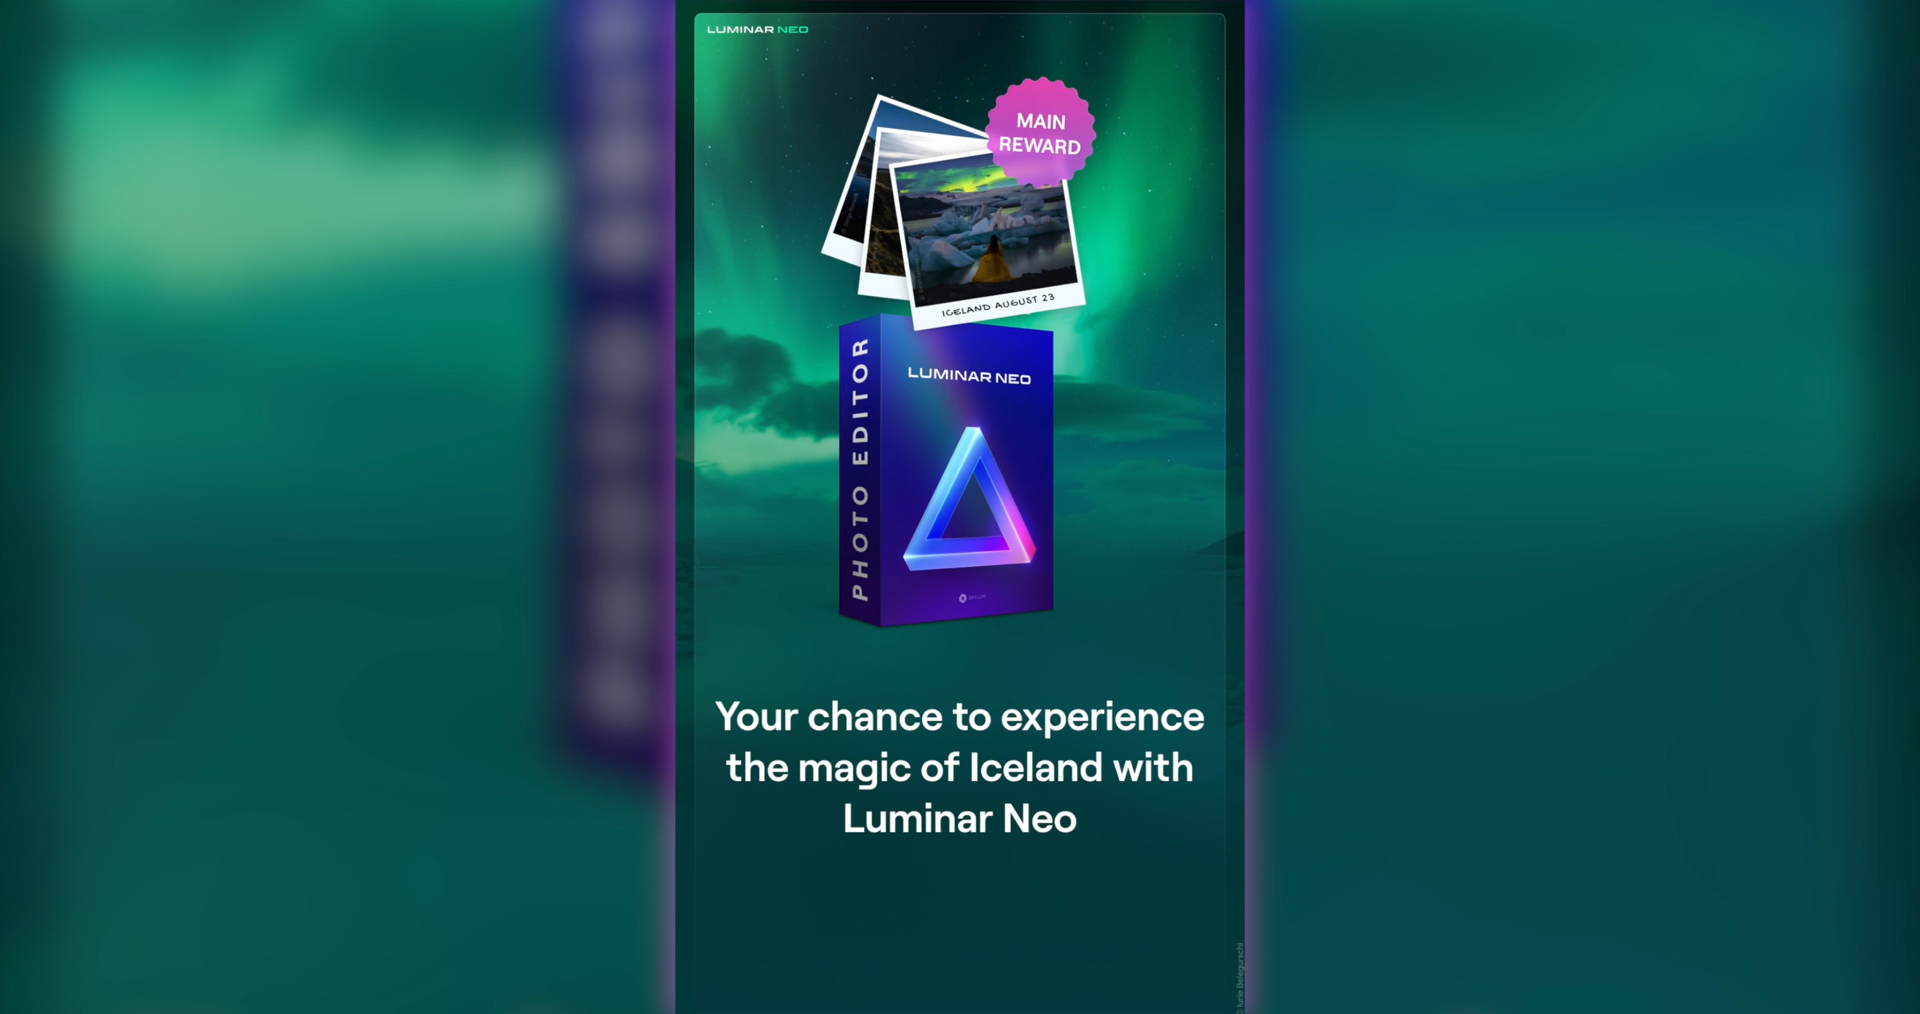 LUMINAR NEO
MAIN
REWARD
ICELAND AUGUST 23
PHOTO EDITOR
LUMINAR NEO
SKYLUM
Your chance to experience
the magic of Iceland with
Luminar Neo